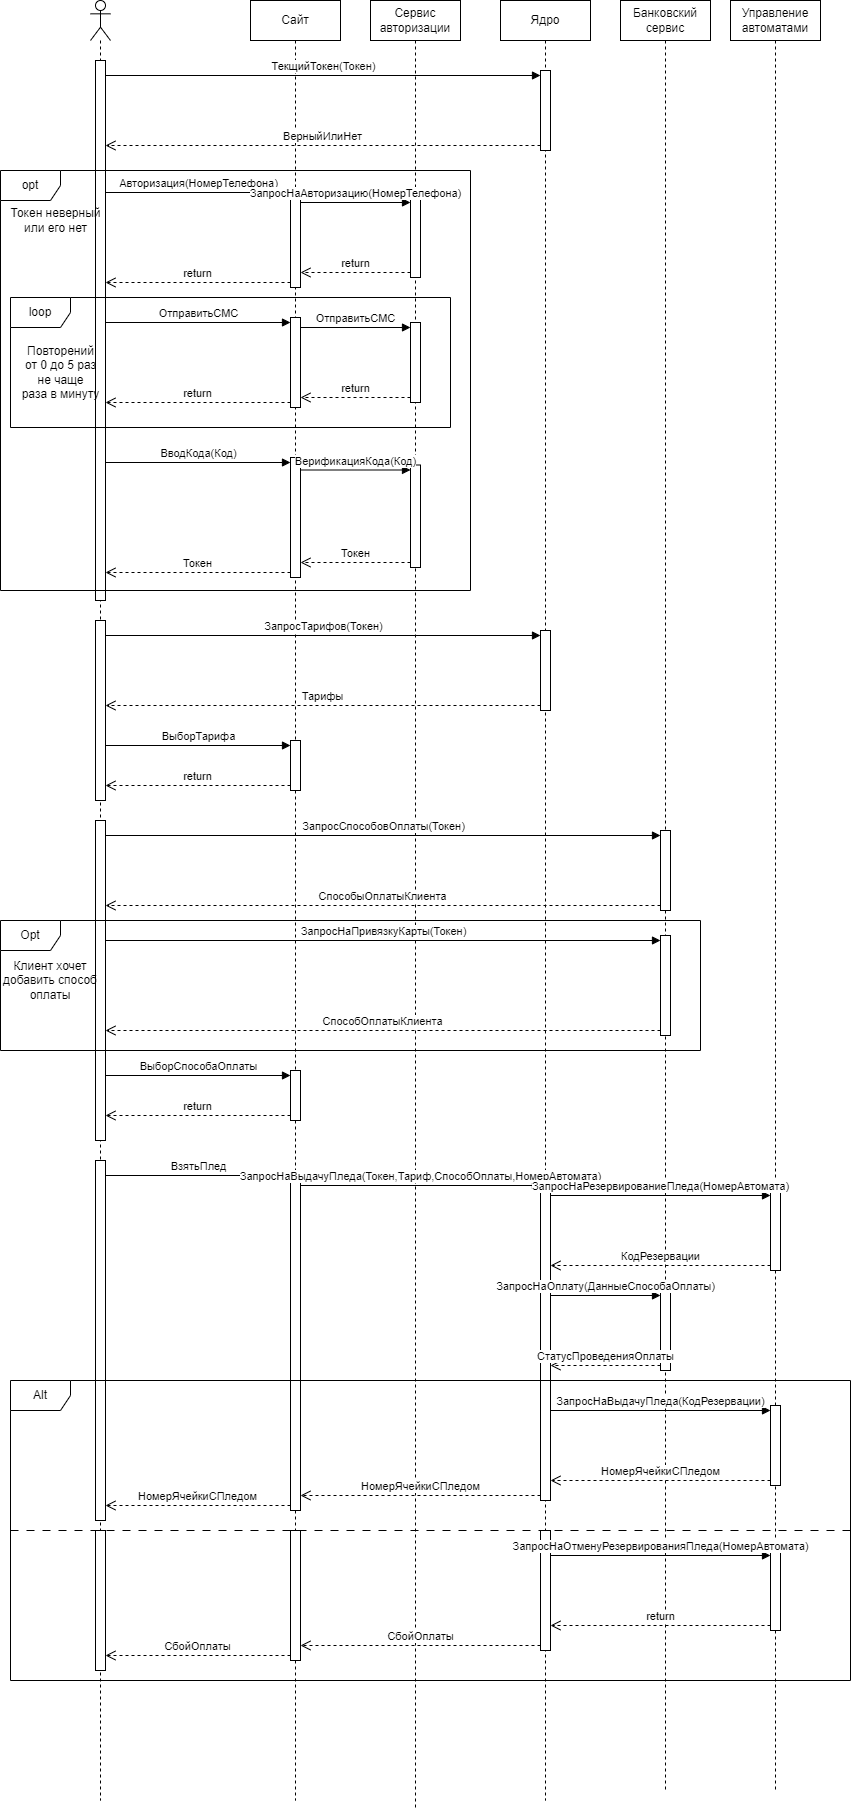 Сайт
Сервис
авторизации
Ядро
Банковский
сервис
Управление
автоматами
ТекщийТокен(Токен)
ВерныйИлиНет
opt
Токен неверный
или его нет
Авторизация(НомерТелефона)
ЗапросНаАвторизацию(НомерТелефона)
return
return
loop
Повторений
от 0 до 5 раз
не чаще
раза в минуту
ОтправитьСМС
ОтправитьСМС
return
return
ВводКода(Код)
ВерификацияКода(Код)
Токен
Токен
ЗапросТарифов(Токен)
Тарифы
ВыборТарифа
return
ЗапросСпособовОплаты(Токен)
СпособыОплатыКлиента
Opt
Клиент хочет
добавить способ
оплаты
ЗапросНаПривязкуКарты(Токен)
СпособОплатыКлиента
ВыборСпособаОплаты
return
ВзятьПлед
ЗапросНаВыдачуПледа(Токен,Тариф,СпособОплаты,НомерАвтомата)
ЗапросНаРезервированиеПледа(НомерАвтомата)
КодРезервации
ЗапросНаОплату(ДанныеСпособаОплаты)
СтатусПроведенияОплаты
Alt
ЗапросНаВыдачуПледа(КодРезервации)
НомерЯчейкиСПледом
НомерЯчейкиСПледом
НомерЯчейкиСПледом
ЗапросНаОтменуРезервированияПледа(НомерАвтомата)
return
СбойОплаты
СбойОплаты